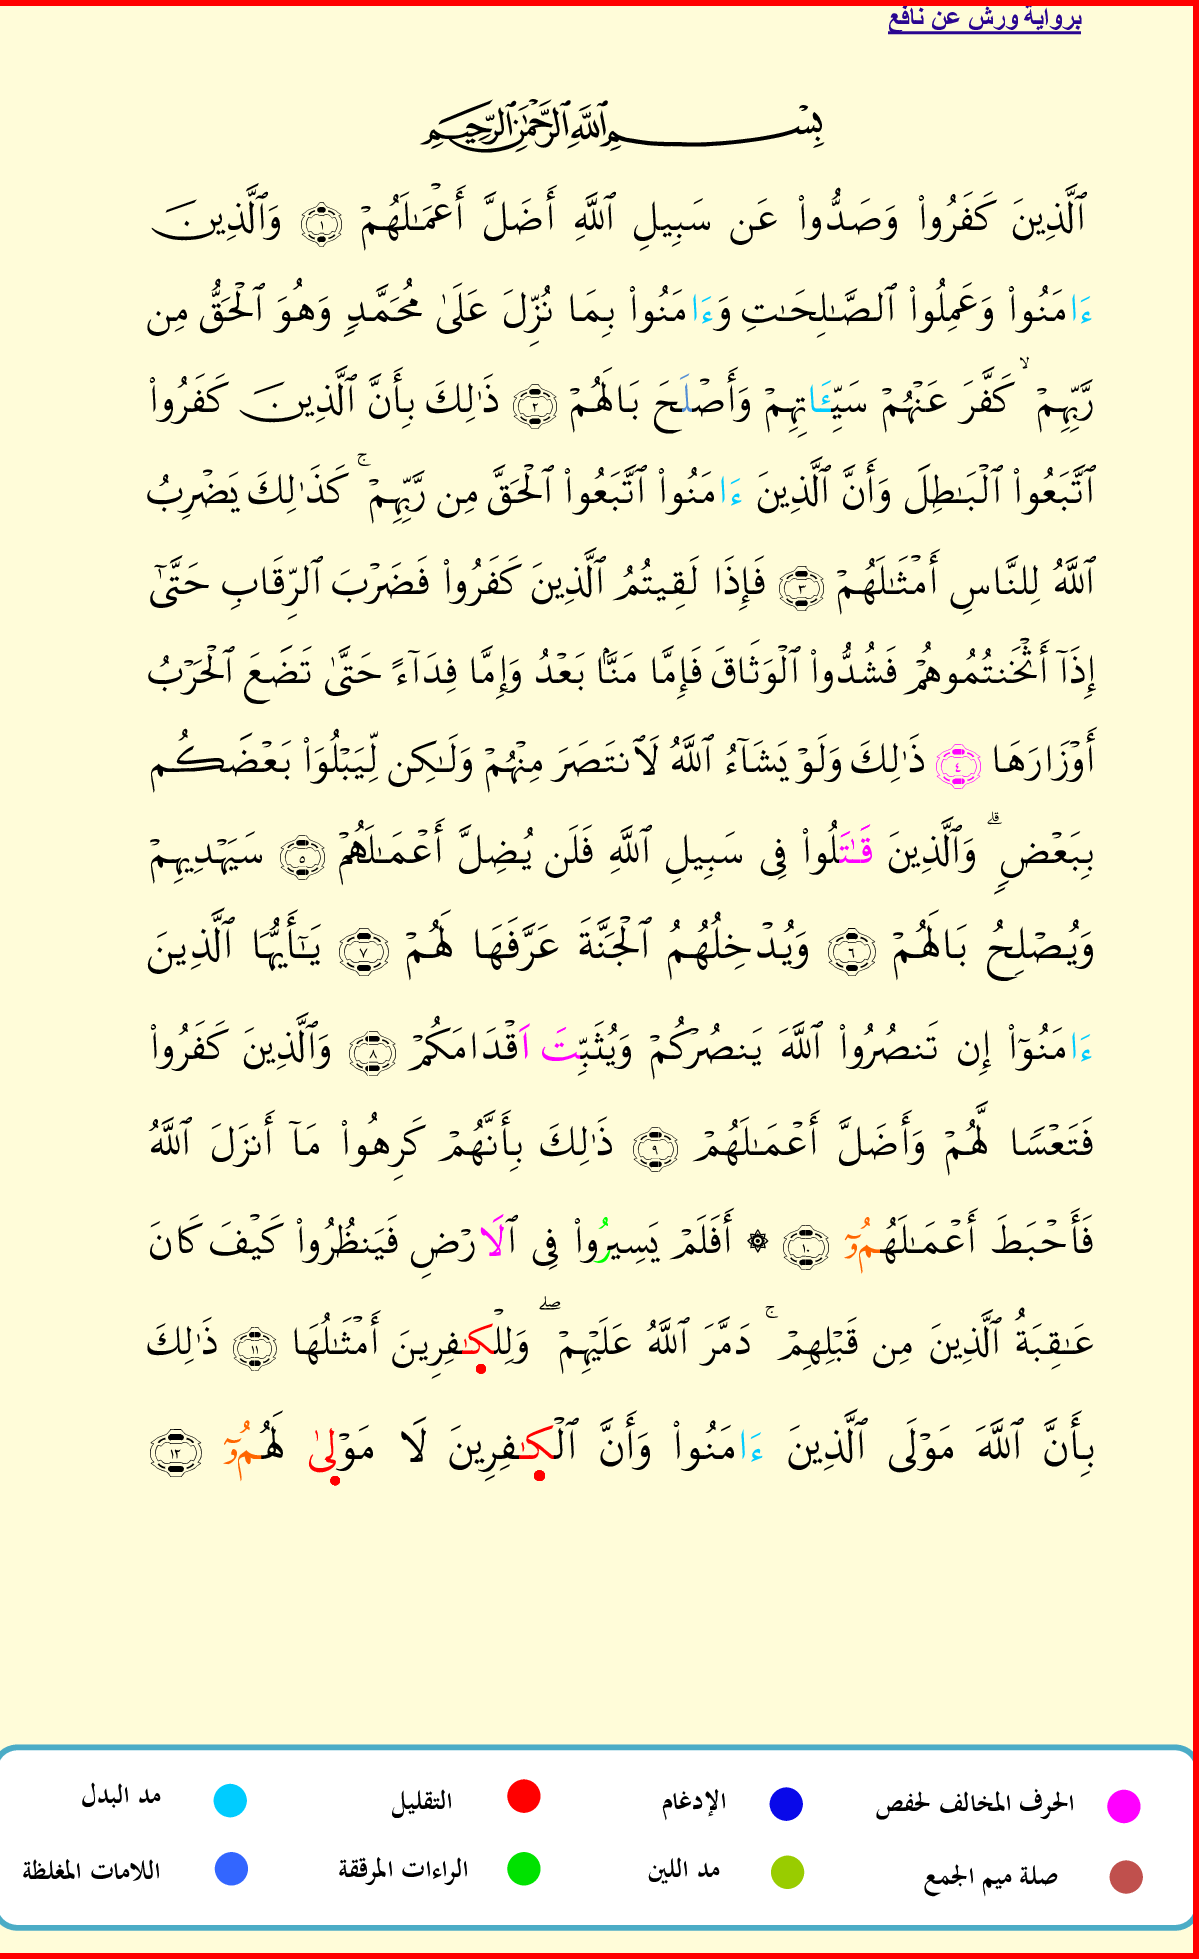 برواية ورش عن نافع
بِسْمِ اللَّهِ الرَّحْمَٰنِ الرَّحِيمِ
ٱلَّذِينَ كَفَرُواْ وَصَدُّواْ عَن سَبِيلِ ٱللَّهِ أَضَلَّ أَعْمَٰلَهُمْ ١ وَٱلَّذِينَ
ءَامَنُواْ وَعَمِلُواْ ٱلصَّٰلِحَٰتِ وَءَامَنُواْ بِمَا نُزِّلَ عَلَىٰ مُحَمَّدٖ وَهُوَ ٱلْحَقُّ مِن
رَّبِّهِمْ ۙ كَفَّرَ عَنْهُمْ سَيِّـَٔاتِهِمْ وَأَصْلَحَ بَالَهُمْ ٢ ذَٰلِكَ بِأَنَّ ٱلَّذِينَ كَفَرُواْ
ٱتَّبَعُواْ ٱلْبَٰطِلَ وَأَنَّ ٱلَّذِينَ ءَامَنُواْ ٱتَّبَعُواْ ٱلْحَقَّ مِن رَّبِّهِمْ ۚ كَذَٰلِكَ يَضْرِبُ
ٱللَّهُ لِلنَّاسِ أَمْثَٰلَهُمْ ٣ فَإِذَا لَقِيتُمُ ٱلَّذِينَ كَفَرُواْ فَضَرْبَ ٱلرِّقَابِ حَتَّىٰٓ
إِذَآ أَثْخَنتُمُوهُمْ فَشُدُّواْ ٱلْوَثَاقَ فَإِمَّا مَنَّۢا بَعْدُ وَإِمَّا فِدَآءً حَتَّىٰ تَضَعَ ٱلْحَرْبُ
أَوْزَارَهَا ٤ ذَٰلِكَ وَلَوْ يَشَآءُ ٱللَّهُ لَٱنتَصَرَ مِنْهُمْ وَلَٰكِن لِّيَبْلُوَاْ بَعْضَكُم
بِبَعْضٖ ۗ وَٱلَّذِينَ قَٰتَلُواْ فِى سَبِيلِ ٱللَّهِ فَلَن يُضِلَّ أَعْمَٰلَهُمْ ٥ سَيَهْدِيهِمْ
وَيُصْلِحُ بَالَهُمْ ٦ وَيُدْخِلُهُمُ ٱلْجَنَّةَ عَرَّفَهَا لَهُمْ ٧ يَٰٓأَيُّهَا ٱلَّذِينَ
ءَامَنُوٓاْ إِن تَنصُرُواْ ٱللَّهَ يَنصُرْكُمْ وَيُثَبِّتَ اَقْدَامَكُمْ ٨ وَٱلَّذِينَ كَفَرُواْ
فَتَعْسٗا لَّهُمْ وَأَضَلَّ أَعْمَٰلَهُمْ ٩ ذَٰلِكَ بِأَنَّهُمْ كَرِهُواْ مَآ أَنزَلَ ٱللَّهُ
فَأَحْبَطَ أَعْمَٰلَهُمُوٓ ١٠ ۞ أَفَلَمْ يَسِيرُواْ فِى ٱلَارْضِ فَيَنظُرُواْ كَيْفَ كَانَ
عَٰقِبَةُ ٱلَّذِينَ مِن قَبْلِهِمْ ۚ دَمَّرَ ٱللَّهُ عَلَيْهِمْ ۖ وَلِلْكَٰفِرِينَ أَمْثَٰلُهَا ١١ ذَٰلِكَ
بِأَنَّ ٱللَّهَ مَوْلَى ٱلَّذِينَ ءَامَنُواْ وَأَنَّ ٱلْكَٰفِرِينَ لَا مَوْلىٰ لَهُمُوٓ ١٢
الحرف المخالف لحفص الإدغام التقليل مد البدل
صلة ميم الجمع مد اللين الراءات المرققة اللامات المغلظة